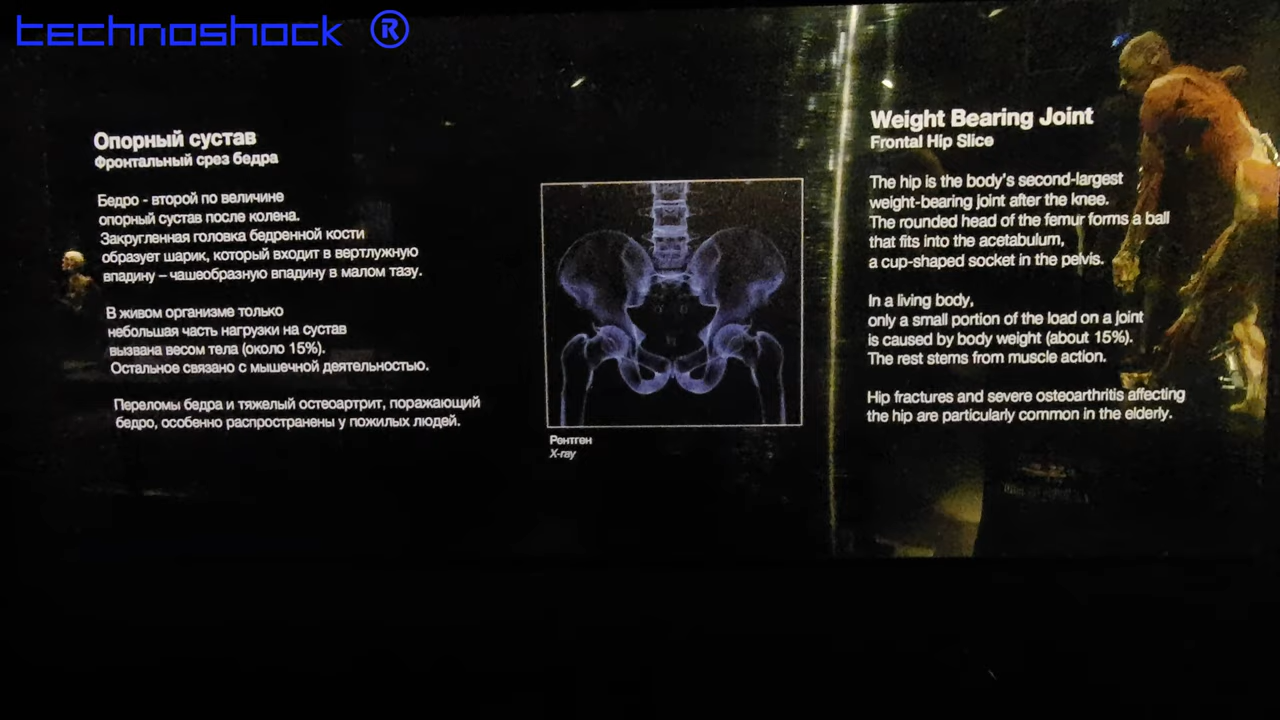 technoshock ®
Опорный сустав
Фронтальный срез бедра
Бедро - второй по величине
опорный сустав после колена.
Закругленная головка бедренной кости
образует шарик, который входит в вертлужную
впадину – чашеобразную впадину в малом тазу.
В живом организме только
небольшая часть нагрузки на сустав
вызвана весом тела (около 15%).
Остальное связано с мышечной деятельностью.
Переломы бедра и тяжелый остеоартрит, поражающий
бедро, особенно распространены у пожилых людей.
Рентген
X-ray
Weight Bearing Joint
Frontal Hip Slice
The hip is the body's second-largest
weight-bearing joint after the knee.
The rounded head of the femur forms a ball
that fits into the acetabulum,
a cup-shaped socket in the pelvis.
In a living body,
only a small portion of the load on a joint
is caused by body weight (about 15%).
The rest stems from muscle action.
Hip fractures and severe osteoarthritis affecting
the hip are particularly common in the elderly.